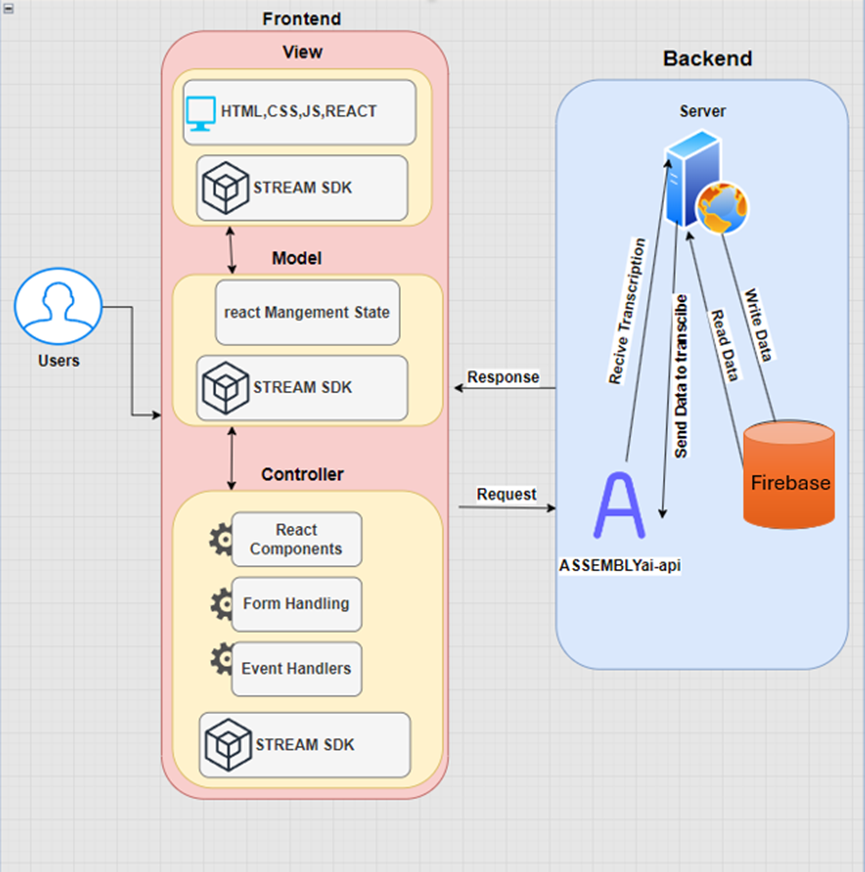 Frontend
View
HTML,CSS,JS,REACT
STREAM SDK
Model
react Mangement State
STREAM SDK
Controller
React
Components
Form Handling
Event Handlers
STREAM SDK
Users
Response
Request
Backend
Server
Recive Transcription
Send Data to transcibe
Read Data
Write Data
Firebase
ASSEMBLYai-api